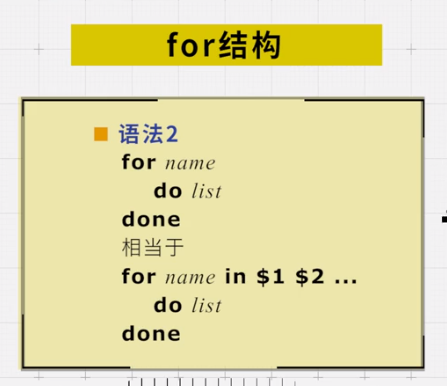 for结构
语法2
for name
do list
done
相当于
for name in $1 $2 ...
do list
done